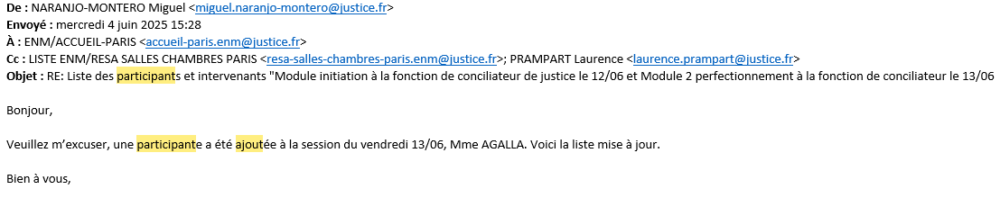 De : NARANJO-MONTERO Miguel <miguel.naranjo-montero@justice.fr>
Envoyé : mercredi 4 juin 2025 15:28
À : ENM/ACCUEIL-PARIS <accueil-paris.enm@justice.fr>
Cc : LISTE ENM/RESA SALLES CHAMBRES PARIS <resa-salles-chambres-paris.enm@justice.fr>; PRAMPART Laurence <laurence.prampart@justice.fr>
Objet : RE: Liste des participants et intervenants "Module initiation à la fonction de conciliateur de justice le 12/06 et Module 2 perfectionnement à la fonction de conciliateur le 13/06
Bonjour,
Veuillez m’excuser, une participante a été ajoutée à la session du vendredi 13/06, Mme AGALLA. Voici la liste mise à jour.
Bien à vous,